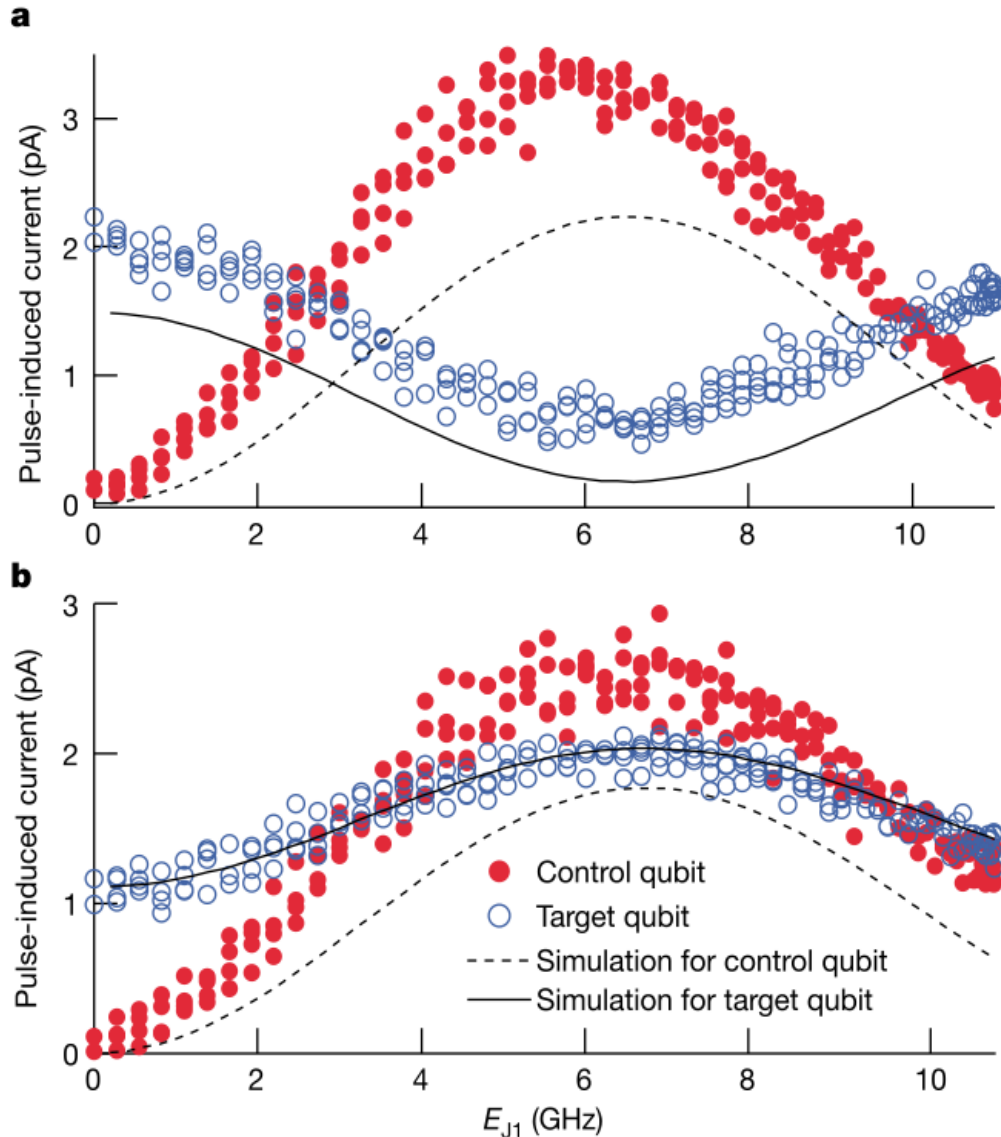 a
Pulse-induced current (pA)
3
2
1
0
0 2 4 6 8 10
b
Pulse-induced current (pA)
3
2
1
0
Control qubit
Target qubit
Simulation for control qubit
Simulation for target qubit
0 2 4 6 8 10
E_J1 (GHz)